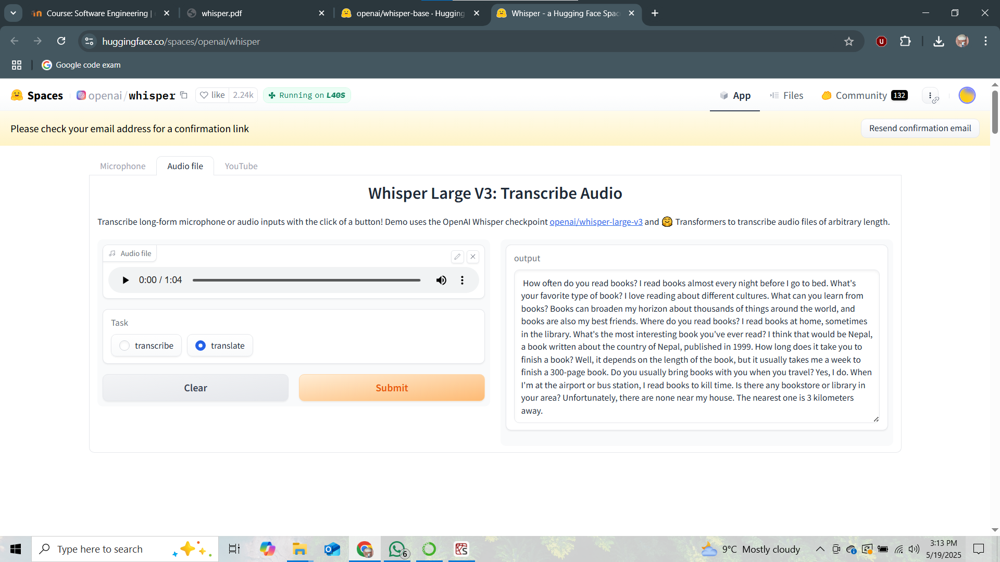 Course: Software Engineering |
whisper.pdf
openai/whisper-base · Hugging
Whisper - a Hugging Face Spac
huggingface.co/spaces/openai/whisper
Google code exam
Spaces
openai/whisper
like 2.24k
Running on L40S
App
Files
Community 132
Please check your email address for a confirmation link
Resend confirmation email
Microphone
Audio file
YouTube
Whisper Large V3: Transcribe Audio
Transcribe long-form microphone or audio inputs with the click of a button! Demo uses the OpenAI Whisper checkpoint openai/whisper-large-v3 and 🤗 Transformers to transcribe audio files of arbitrary length.
Audio file
0:00 / 1:04
Task
transcribe
translate
Clear
Submit
output
How often do you read books? I read books almost every night before I go to bed. What's
your favorite type of book? I love reading about different cultures. What can you learn from
books? Books can broaden my horizon about thousands of things around the world, and
books are also my best friends. Where do you read books? I read books at home, sometimes
in the library. What's the most interesting book you've ever read? I think that would be Nepal,
a book written about the country of Nepal, published in 1999. How long does it take you to
finish a book? Well, it depends on the length of the book, but it usually takes me a week to
finish a 300-page book. Do you usually bring books with you when you travel? Yes, I do. When
I'm at the airport or bus station, I read books to kill time. Is there any bookstore or library in
your area? Unfortunately, there are none near my house. The nearest one is 3 kilometers
away.
Type here to search
6
9°C Mostly cloudy
3:13 PM
5/19/2025